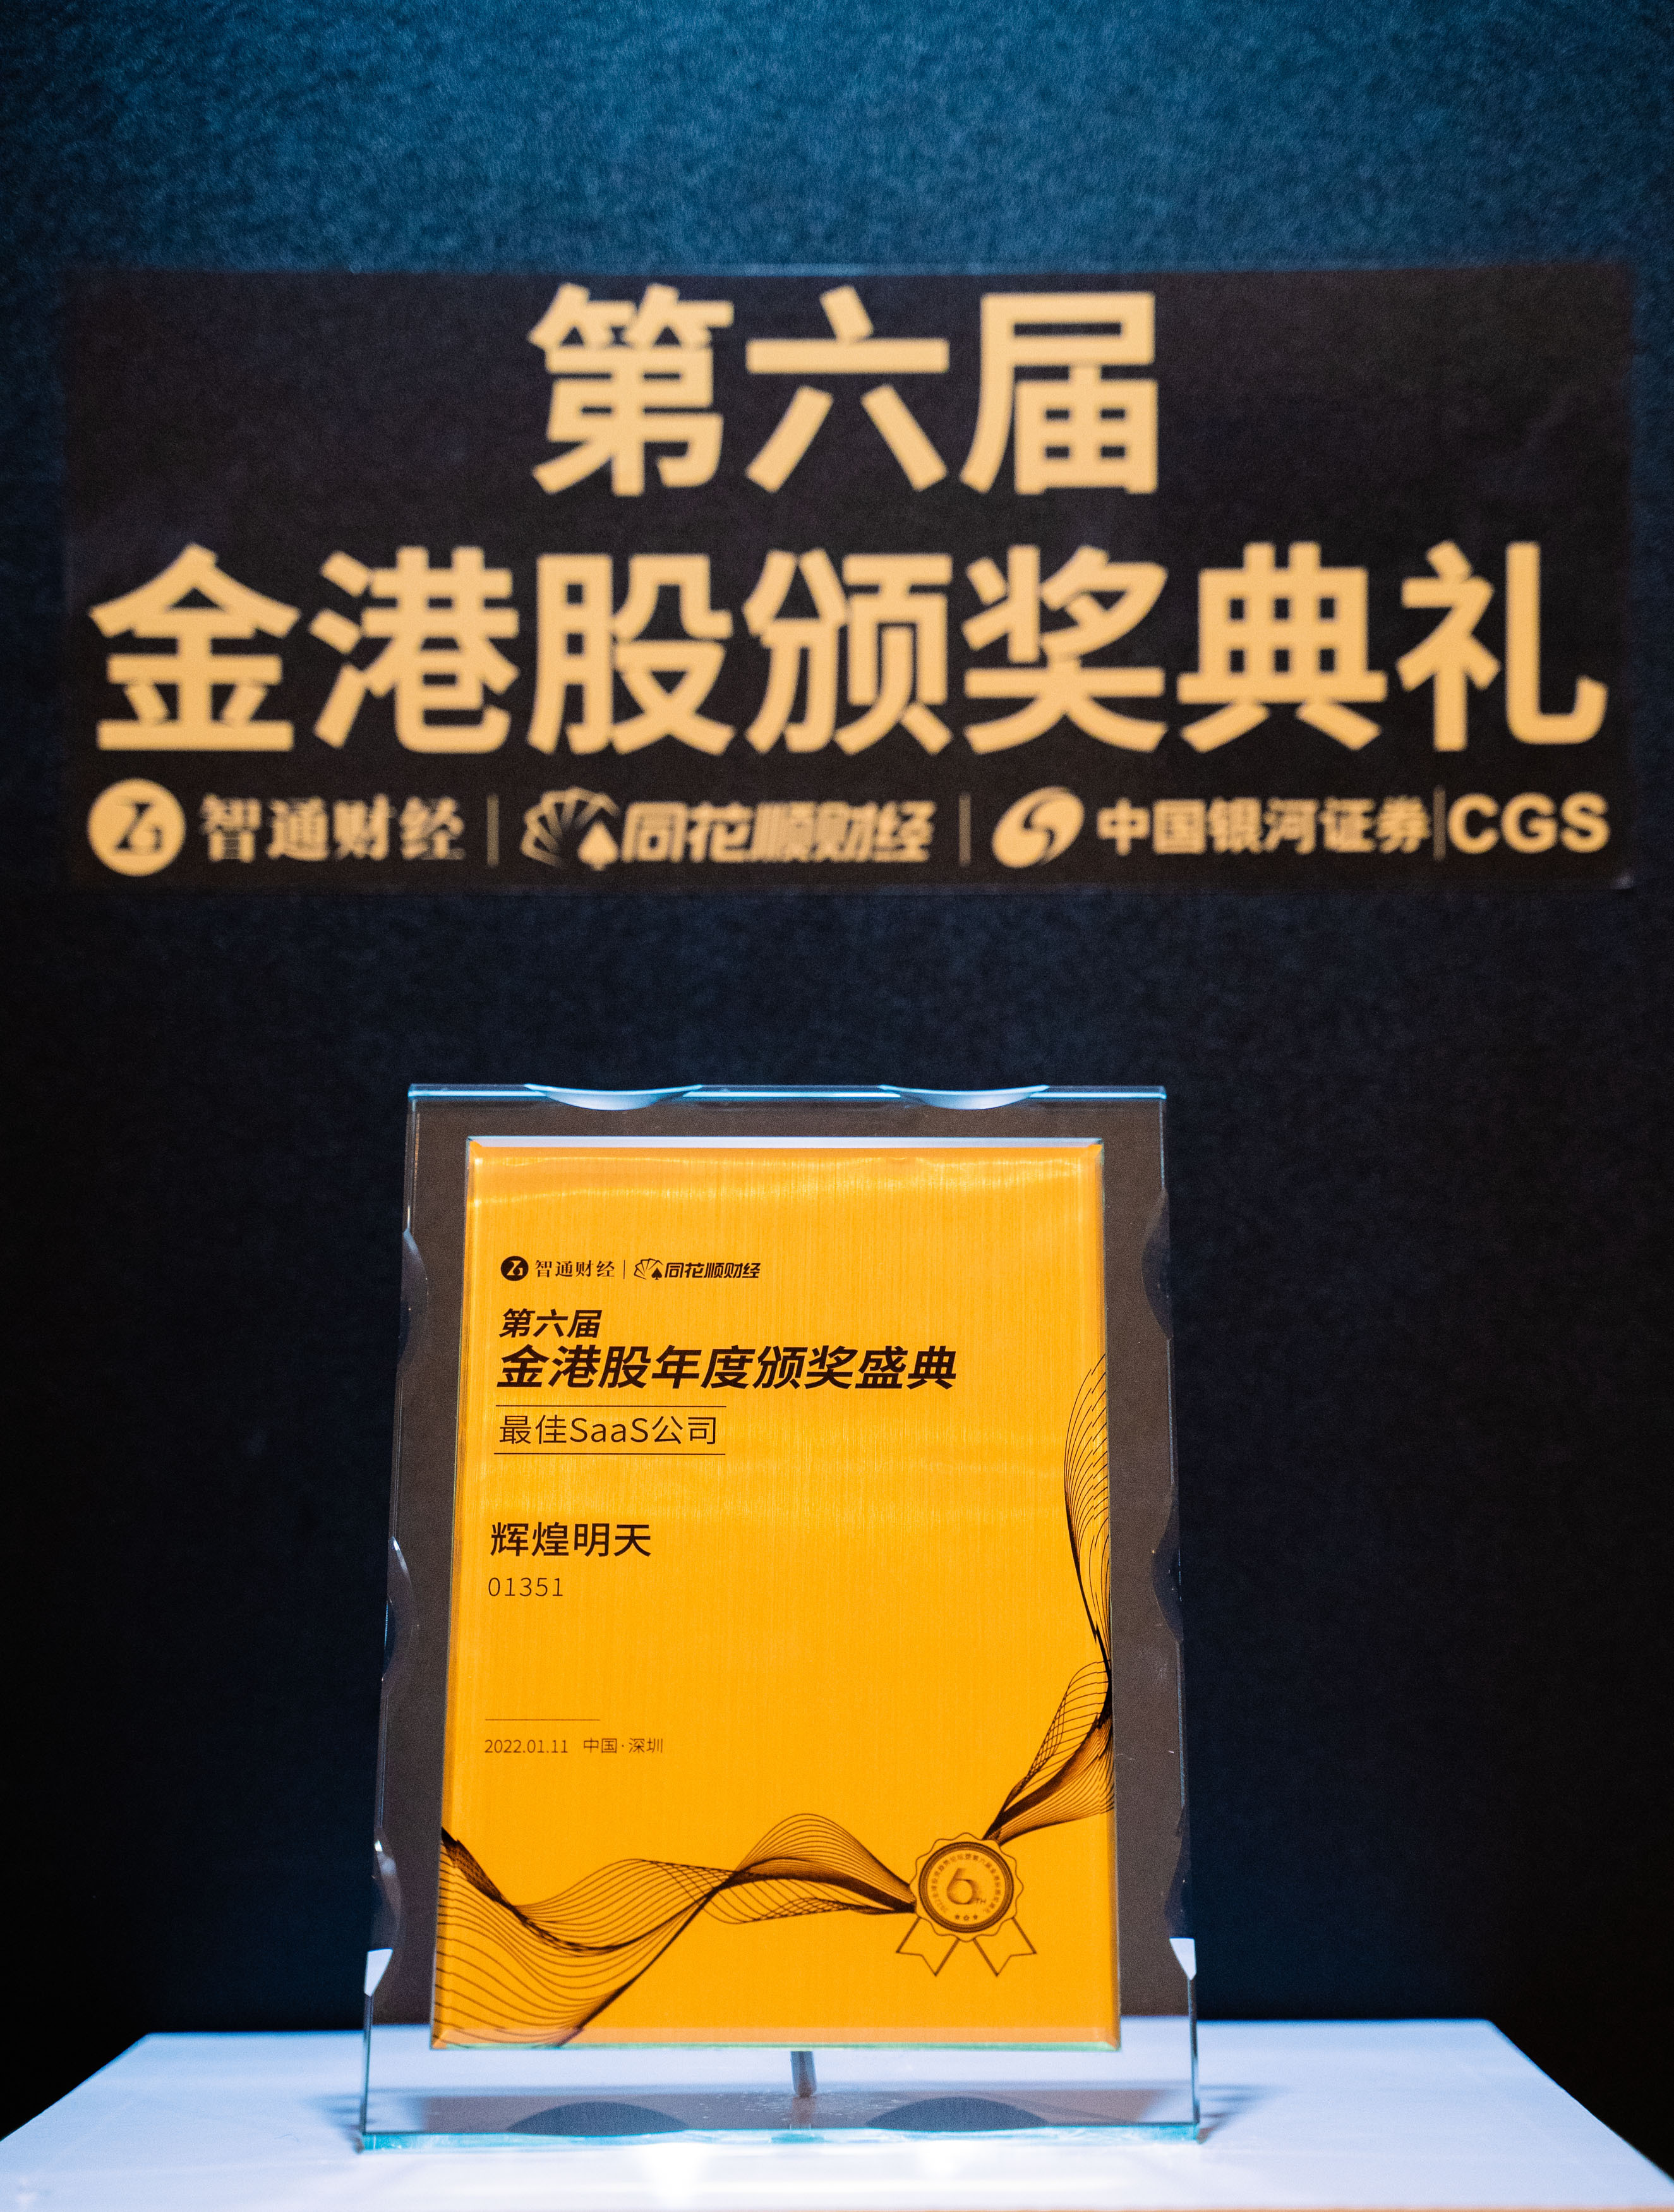 第六届
金港股颁奖典礼
智通财经 | 同花顺财经 | 中国银河证券|CGS
智通财经 | 同花顺财经
第六届
金港股年度颁奖盛典
最佳SaaS公司
辉煌明天
01351
2022.01.11 中国·深圳
6TH